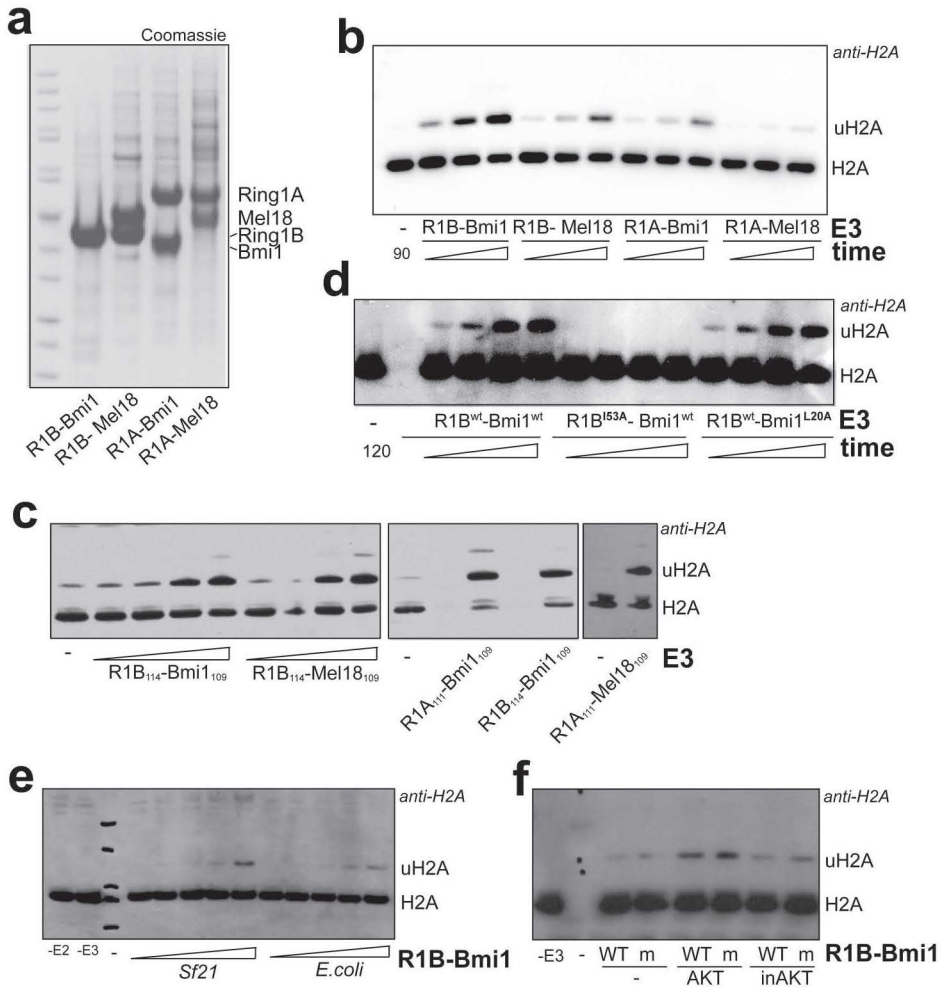 a
Coomassie
Ring1A
Mel18
Ring1B
Bmi1
R1B-Bmi1
R1B- Mel18
R1A-Bmi1
R1A-Mel18
b
anti-H2A
uH2A
H2A
- R1B-Bmi1 R1B- Mel18 R1A-Bmi1 R1A-Mel18 E3
90 time
d
anti-H2A
uH2A
H2A
- R1Bwt-Bmi1wt R1BI53A- Bmi1wt R1Bwt-Bmi1L20A E3
120 time
c
anti-H2A
uH2A
H2A
- R1B114-Bmi1109 R1B114-Mel18109
- R1A111-Bmi1109 R1B114-Bmi1109
- R1A111-Mel18109 E3
e
anti-H2A
uH2A
H2A
-E2 -E3 - Sf21 E.coli R1B-Bmi1
f
anti-H2A
uH2A
H2A
-E3 - WT m WT m WT m R1B-Bmi1
- AKT inAKT